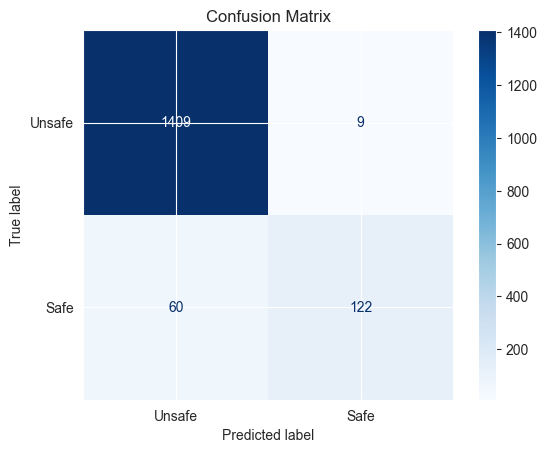 Confusion Matrix
1400
1200
1000
800
600
400
200
Unsafe
Safe
True label
1409
9
60
122
Unsafe
Safe
Predicted label